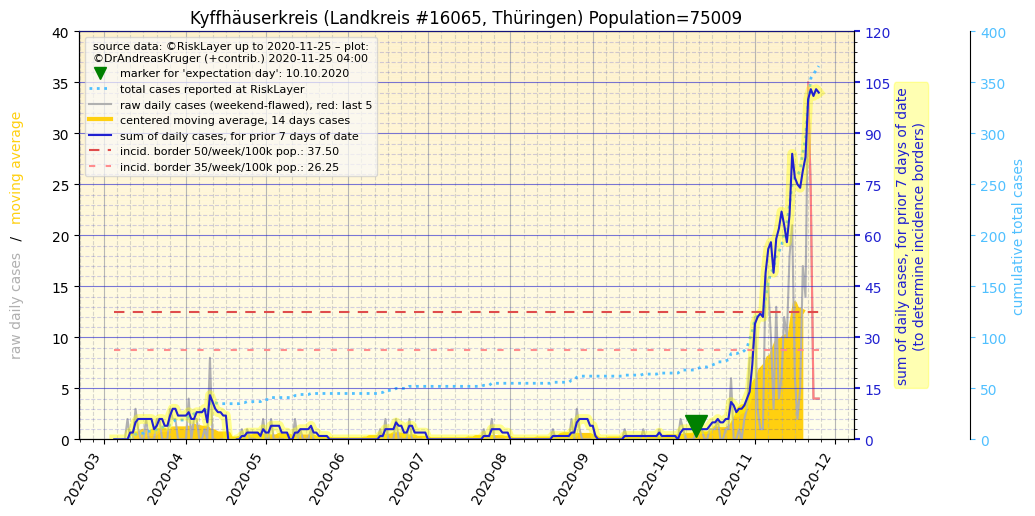 Kyffhäuserkreis (Landkreis #16065, Thüringen) Population=75009
source data: ©RiskLayer up to 2020-11-25 – plot:
©DrAndreasKruger (+contrib.) 2020-11-25 04:00
marker for 'expectation day': 10.10.2020
total cases reported at RiskLayer
raw daily cases (weekend-flawed), red: last 5
centered moving average, 14 days cases
sum of daily cases, for prior 7 days of date
incid. border 50/week/100k pop.: 37.50
incid. border 35/week/100k pop.: 26.25
raw daily cases / moving average
40
35
30
25
20
15
10
5
0
120
105
90
75
60
45
30
15
0
sum of daily cases, for prior 7 days of date
(to determine incidence borders)
400
350
300
250
200
150
100
50
0
cumulative total cases
2020-03
2020-04
2020-05
2020-06
2020-07
2020-08
2020-09
2020-10
2020-11
2020-12